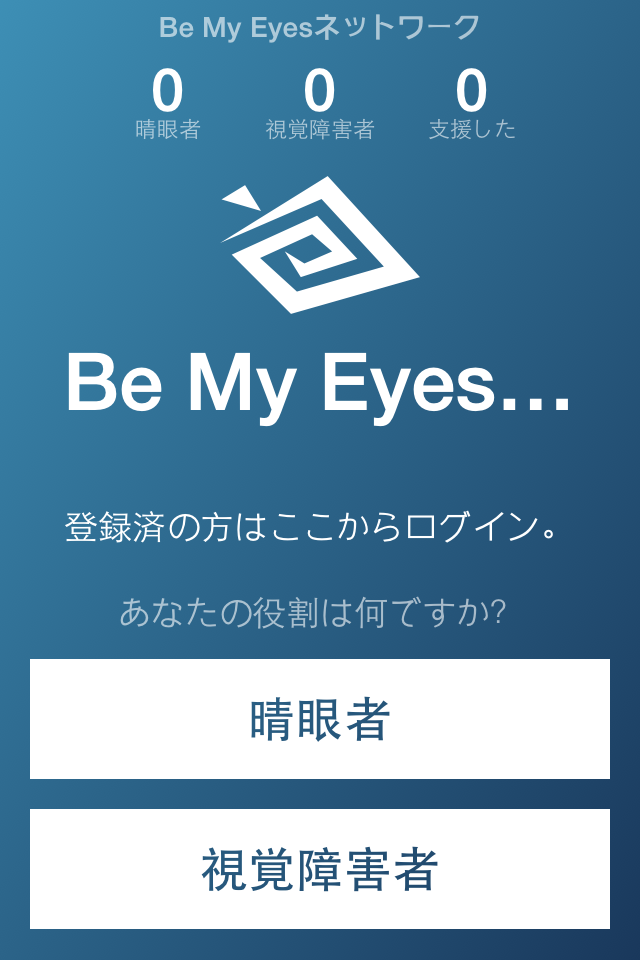 Be My Eyesネットワーク
0 0 0
晴眼者 視覚障害者 支援した
Be My Eyes...
登録済の方はここからログイン。
あなたの役割は何ですか?
晴眼者
視覚障害者